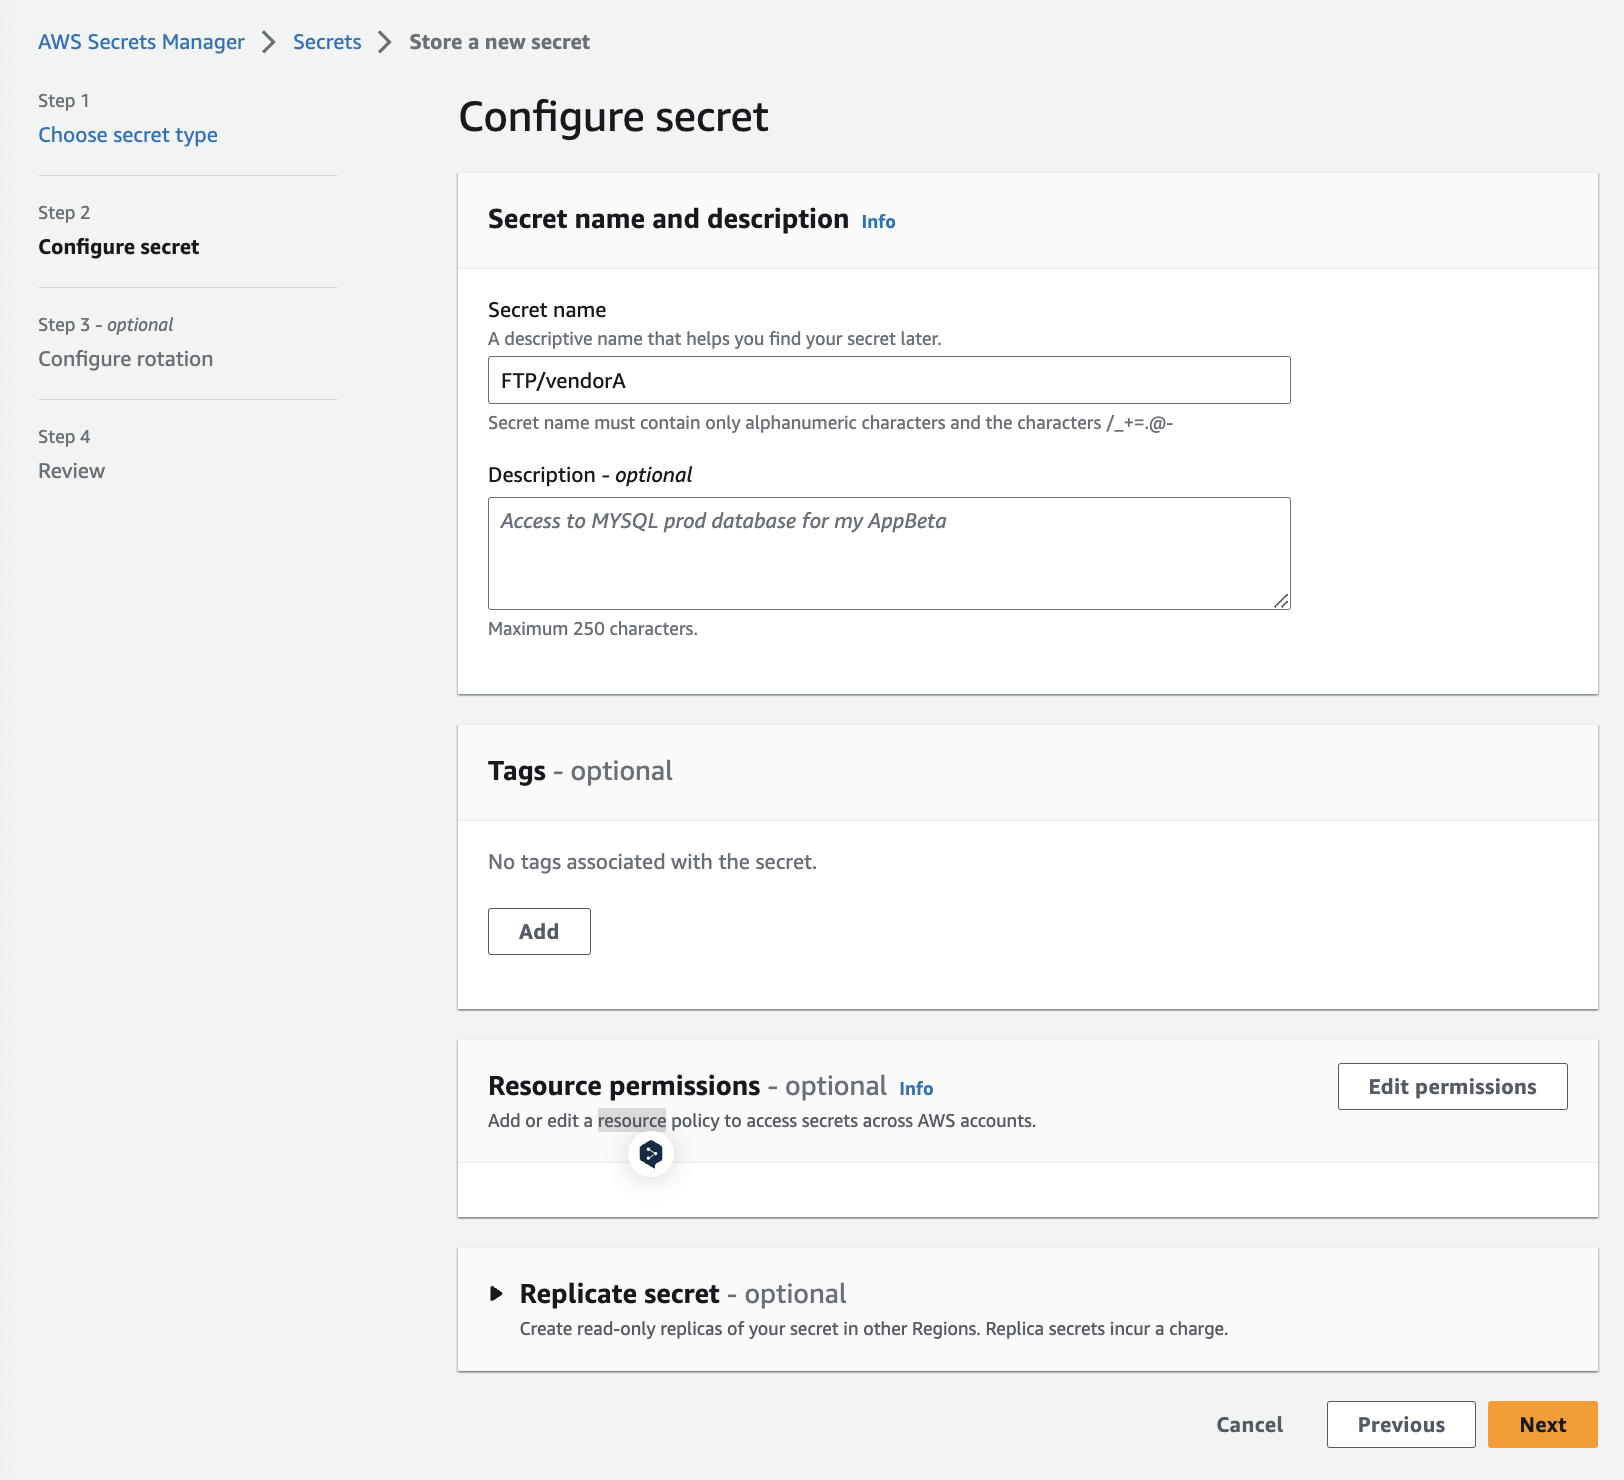 AWS Secrets Manager > Secrets > Store a new secret
Step 1
Choose secret type
Step 2
Configure secret
Step 3 - optional
Configure rotation
Step 4
Review
Configure secret
Secret name and description Info
Secret name
A descriptive name that helps you find your secret later.
FTP/vendorA
Secret name must contain only alphanumeric characters and the characters /_+=.@-
Description - optional
Access to MYSQL prod database for my AppBeta
Maximum 250 characters.
Tags - optional
No tags associated with the secret.
Add
Resource permissions - optional Info
Edit permissions
Add or edit a resource policy to access secrets across AWS accounts.
Replicate secret - optional
Create read-only replicas of your secret in other Regions. Replica secrets incur a charge.
Cancel
Previous
Next